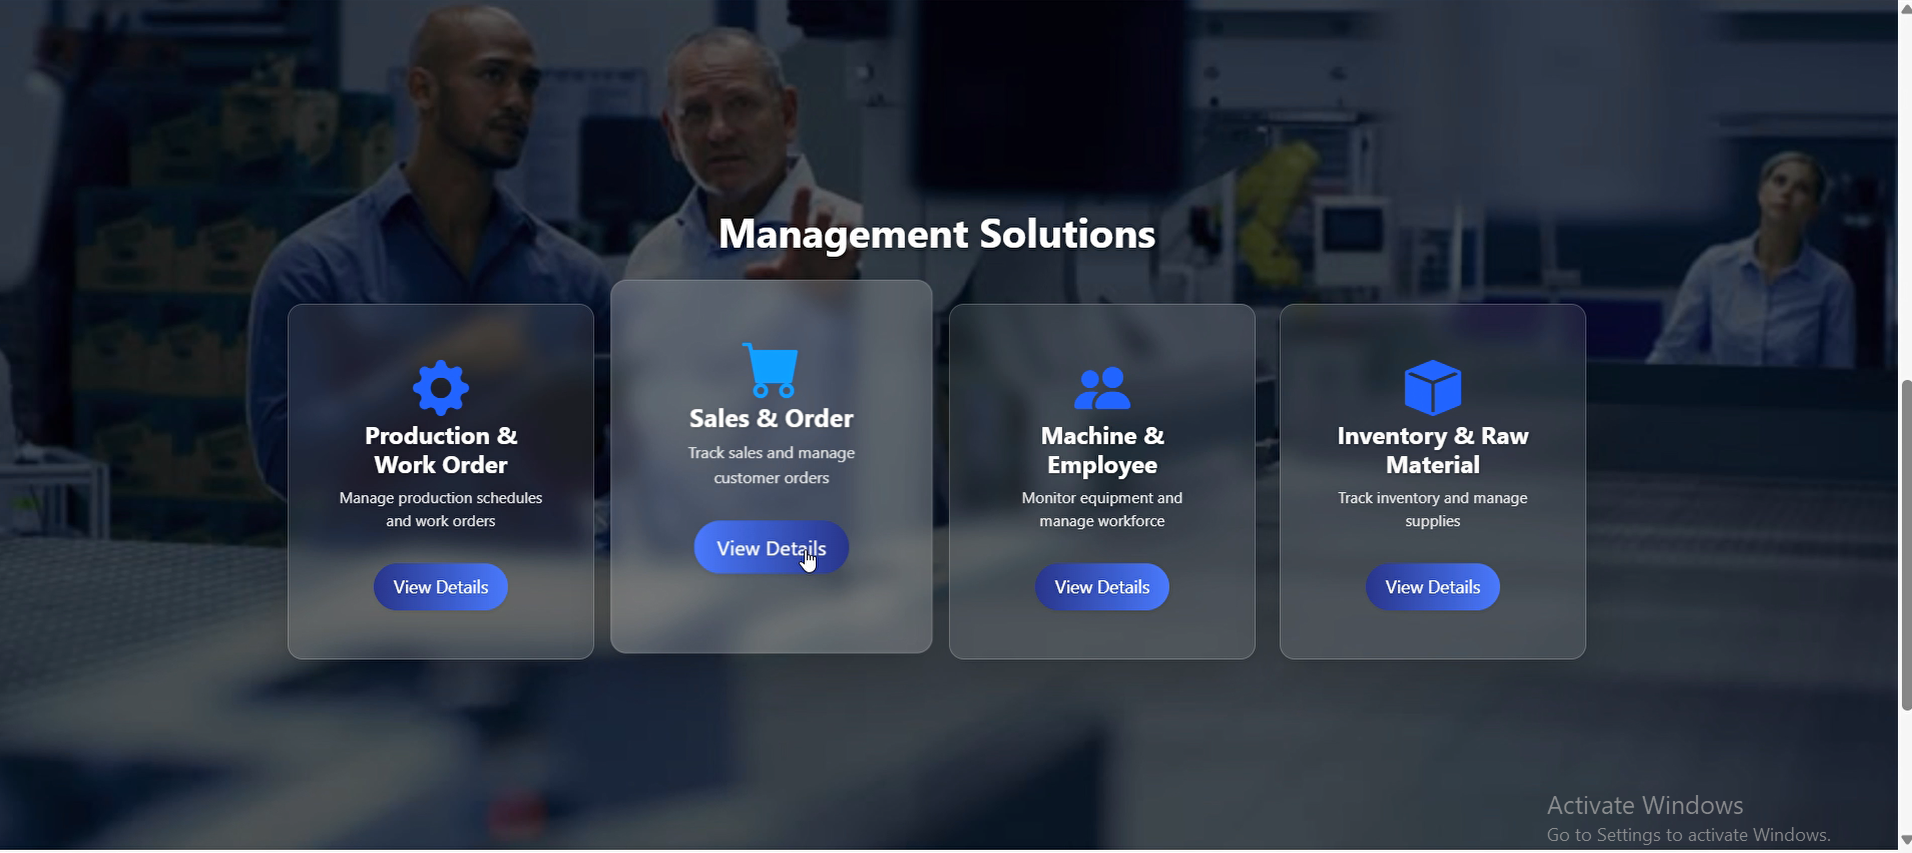 Management Solutions
Production &
Work Order
Manage production schedules
and work orders
View Details
Sales & Order
Track sales and manage
customer orders
View Details
Machine &
Employee
Monitor equipment and
manage workforce
View Details
Inventory & Raw
Material
Track inventory and manage
supplies
View Details
Activate Windows
Go to Settings to activate Windows.